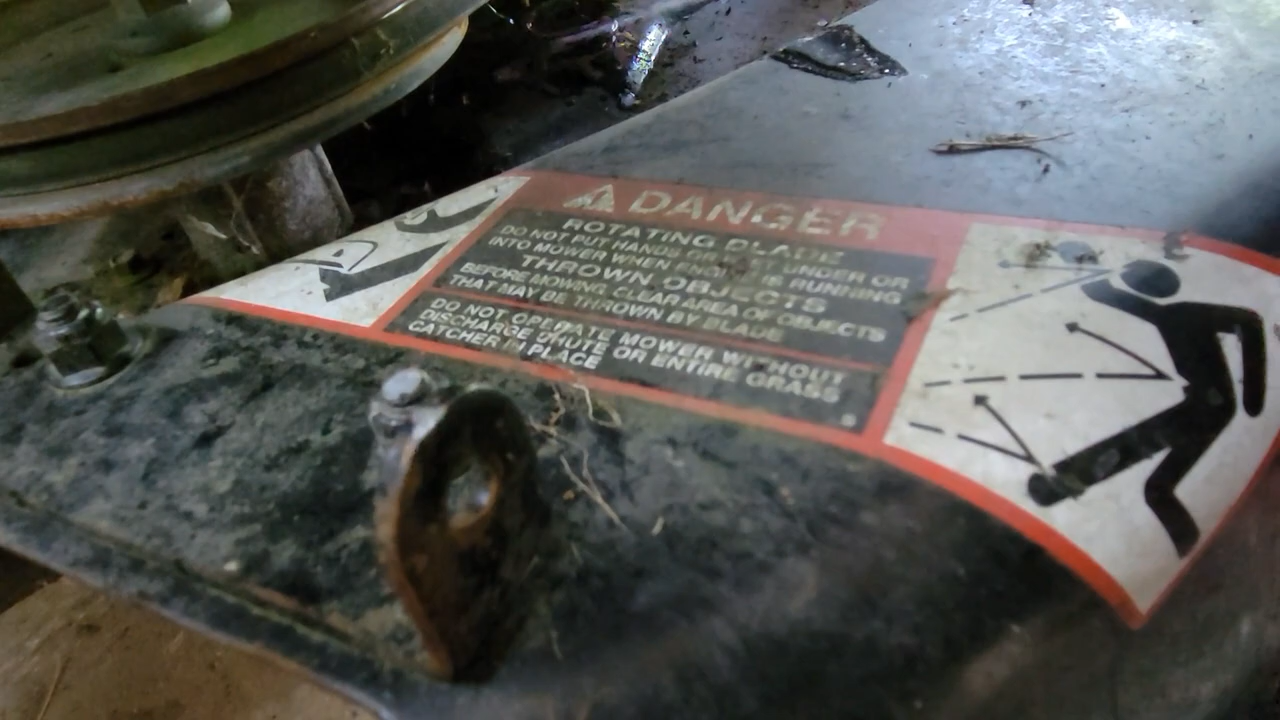 DANGER
ROTATING BLADE
DO NOT PUT HANDS OR FEET UNDER OR
INTO MOWER WHEN ENGINE IS RUNNING
THROWN OBJECTS
BEFORE MOWING, CLEAR AREA OF OBJECTS
THAT MAY BE THROWN BY BLADE
DO NOT OPERATE MOWER WITHOUT
DISCHARGE CHUTE OR ENTIRE GRASS
CATCHER IN PLACE